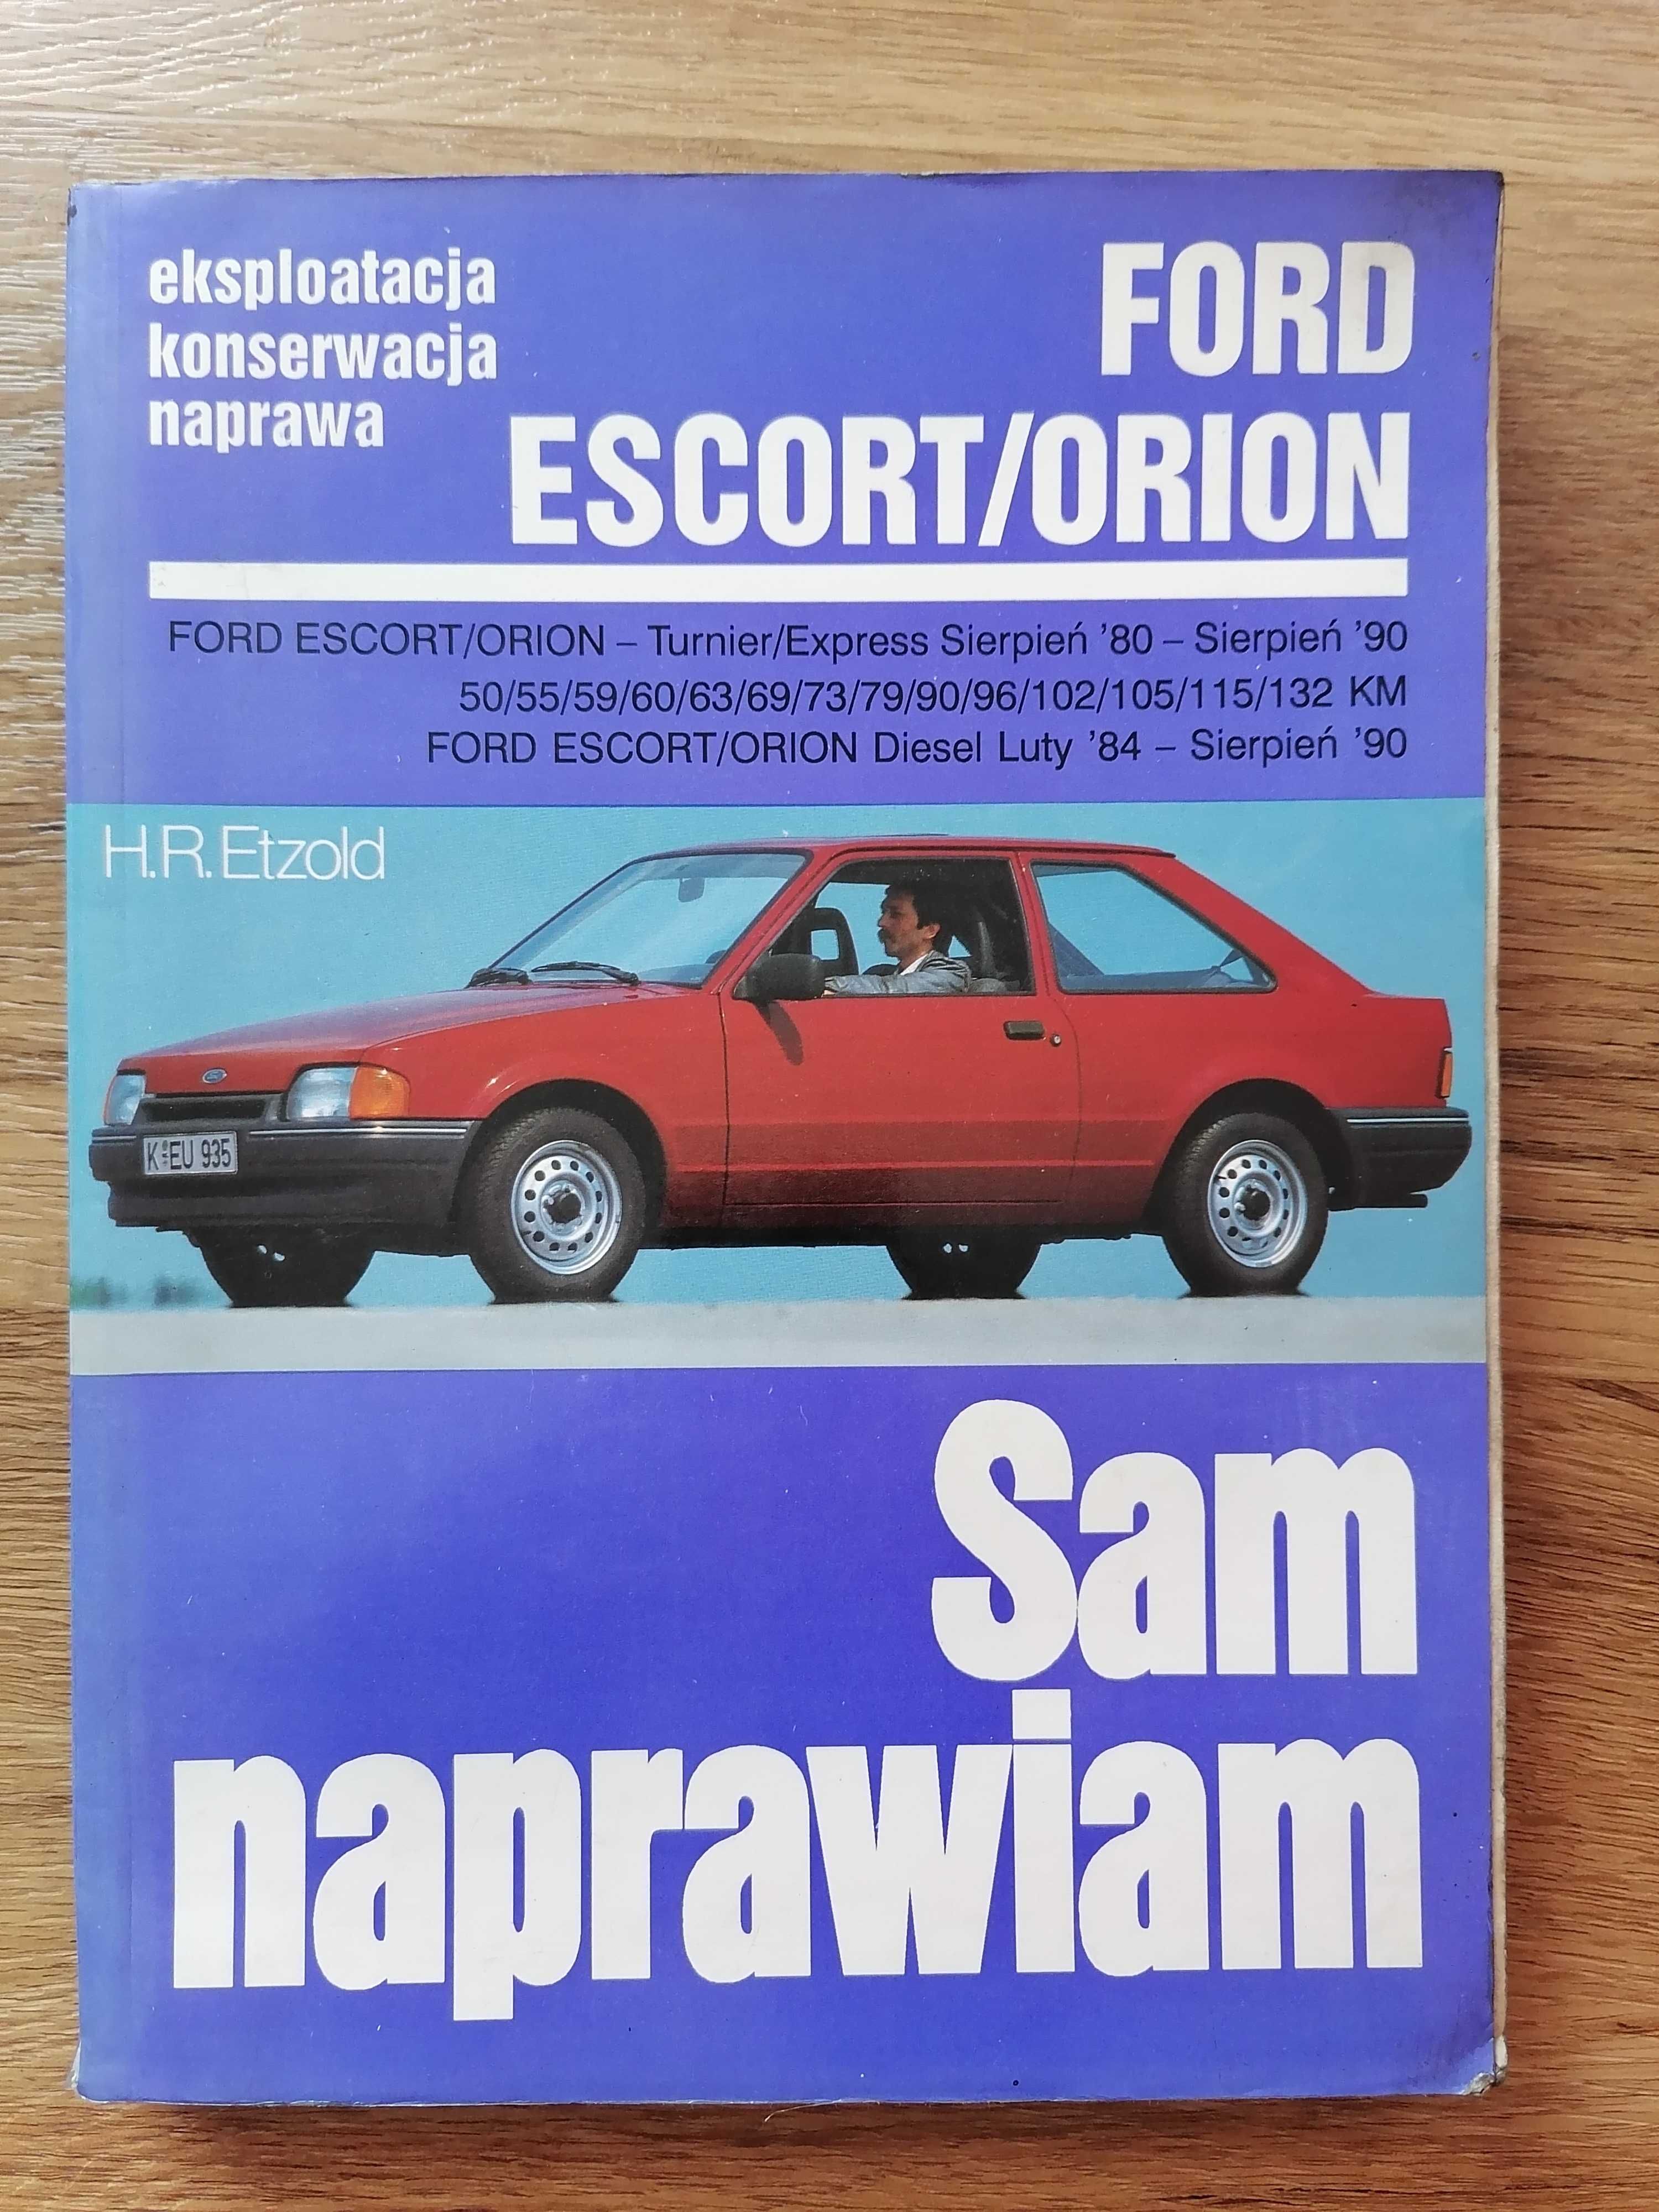 eksploatacja
konserwacja
naprawa
FORD
ESCORT/ORION
FORD ESCORT/ORION – Turnier/Express Sierpień '80 – Sierpień '90
50/55/59/60/63/69/73/79/90/96/102/105/115/132 KM
FORD ESCORT/ORION Diesel Luty '84 – Sierpień '90
H.R. Etzold
K EU 935
Sam
naprawiam